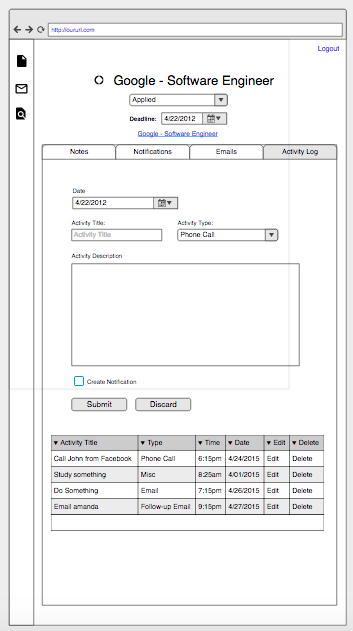 http://oururl.com
Logout
Google - Software Engineer
Applied
Deadline: 4/22/2012
Google - Software Engineer
Notes Notifications Emails Activity Log
Date
4/22/2012
Activity Title: Activity Type:
Activity Title Phone Call
Activity Description
Create Notification
Submit Discard
Activity Title Type Time Date Edit Delete
Call John from Facebook Phone Call 6:15pm 4/24/2015 Edit Delete
Study something Misc 8:25am 4/01/2015 Edit Delete
Do Something Email 7:15pm 4/26/2015 Edit Delete
Email amanda Follow-up Email 9:15pm 4/27/2015 Edit Delete